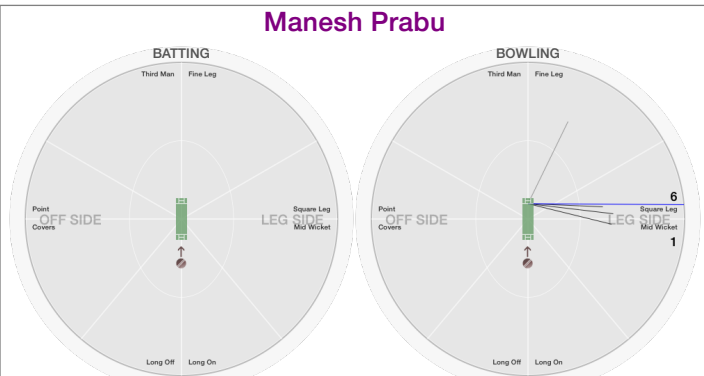 Manesh Prabu
BATTING
Third Man
Fine Leg
Point
OFF SIDE
Covers
Square Leg
LEG SIDE
Mid Wicket
Long Off
Long On
BOWLING
Third Man
Fine Leg
6
Point
OFF SIDE
Covers
Square Leg
LEG SIDE
Mid Wicket
1
Long Off
Long On